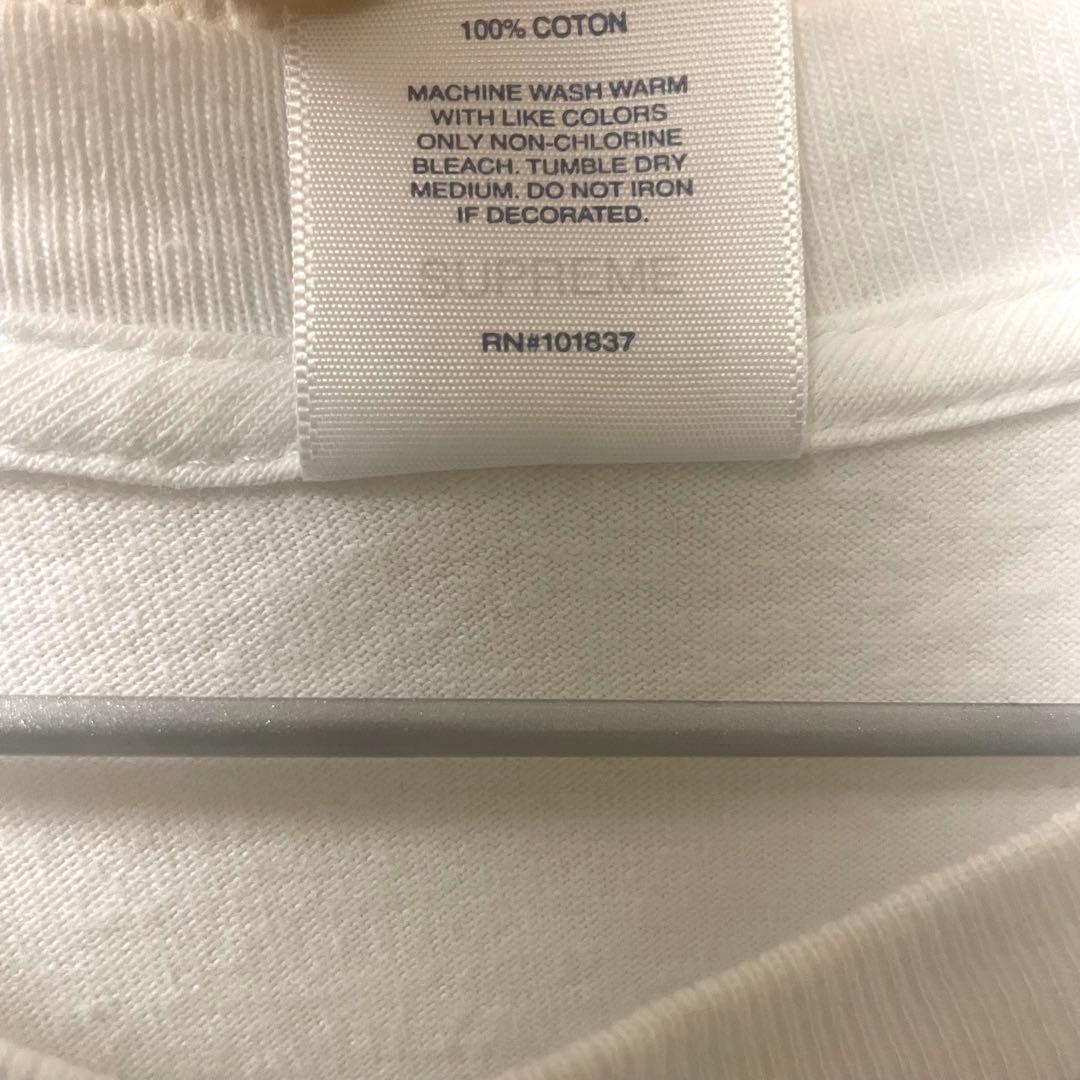 100% COTON
MACHINE WASH WARM
WITH LIKE COLORS
ONLY NON-CHLORINE
BLEACH. TUMBLE DRY
MEDIUM. DO NOT IRON
IF DECORATED.
SUPREME
RN#101837